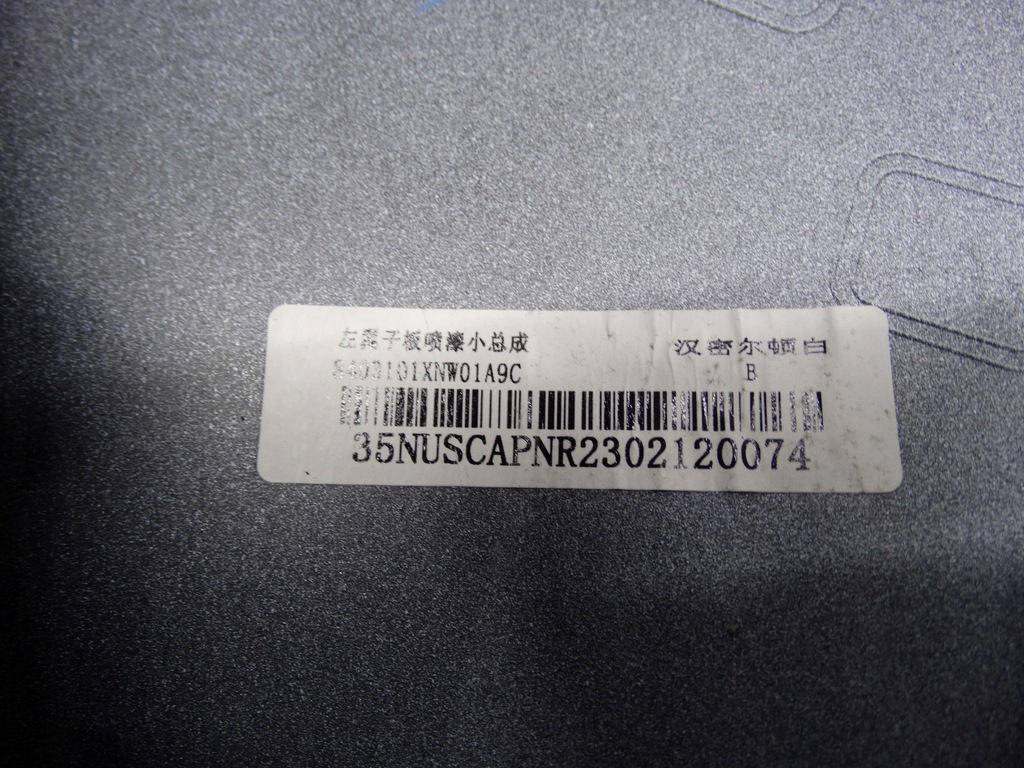 左翼子板喷漆小总成 汉密尔顿白
8403101XNW01A9C B
35NUSCAPNR2302120074